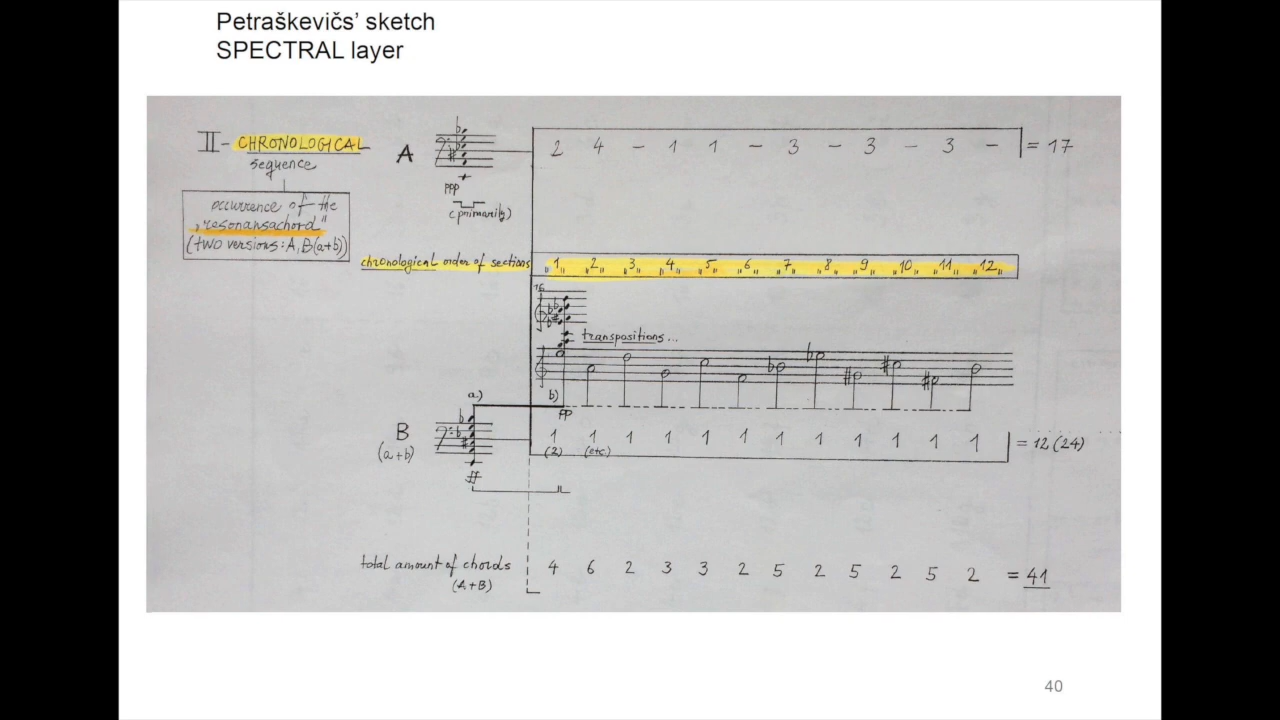 Petraškevičs’ sketch
SPECTRAL layer
II - CHRONOLOGICAL
sequence
occurrence of the
„resonansachord"
(two versions: A, B(a+b))
A
ppp
(primarily)
2 4 – 1 1 – 3 – 3 – 3 – = 17
chronological order of sections
„1„ „2„ „3„ „4„ „5„ „6„ „7„ „8„ „9„ „10„ „11„ „12„
16
transpositions...
a) b)
pp
B
(a+b)
1 1 1 1 1 1 1 1 1 1 1 1 = 12 (24)
(2) (etc.)
ff
total amount of chords
(A+B)
4 6 2 3 3 2 5 2 5 2 5 2 = 41
40